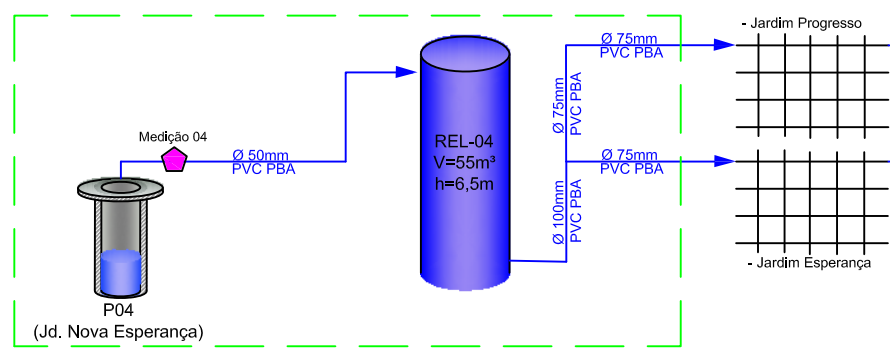 - Jardim Progresso
Ø 75mm
PVC PBA
Ø 75mm
PVC PBA
Medição 04
Ø 50mm
PVC PBA
REL-04
V=55m³
h=6,5m
Ø 75mm
PVC PBA
Ø 100mm
PVC PBA
- Jardim Esperança
P04
(Jd. Nova Esperança)